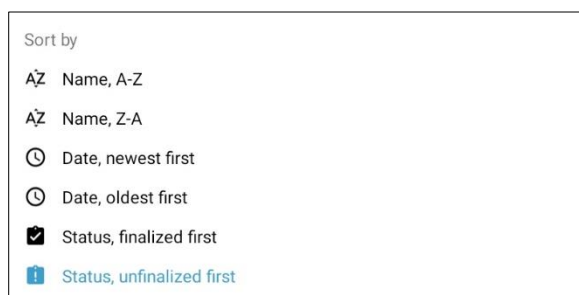 Sort by
Name, A-Z
Name, Z-A
Date, newest first
Date, oldest first
Status, finalized first
Status, unfinalized first